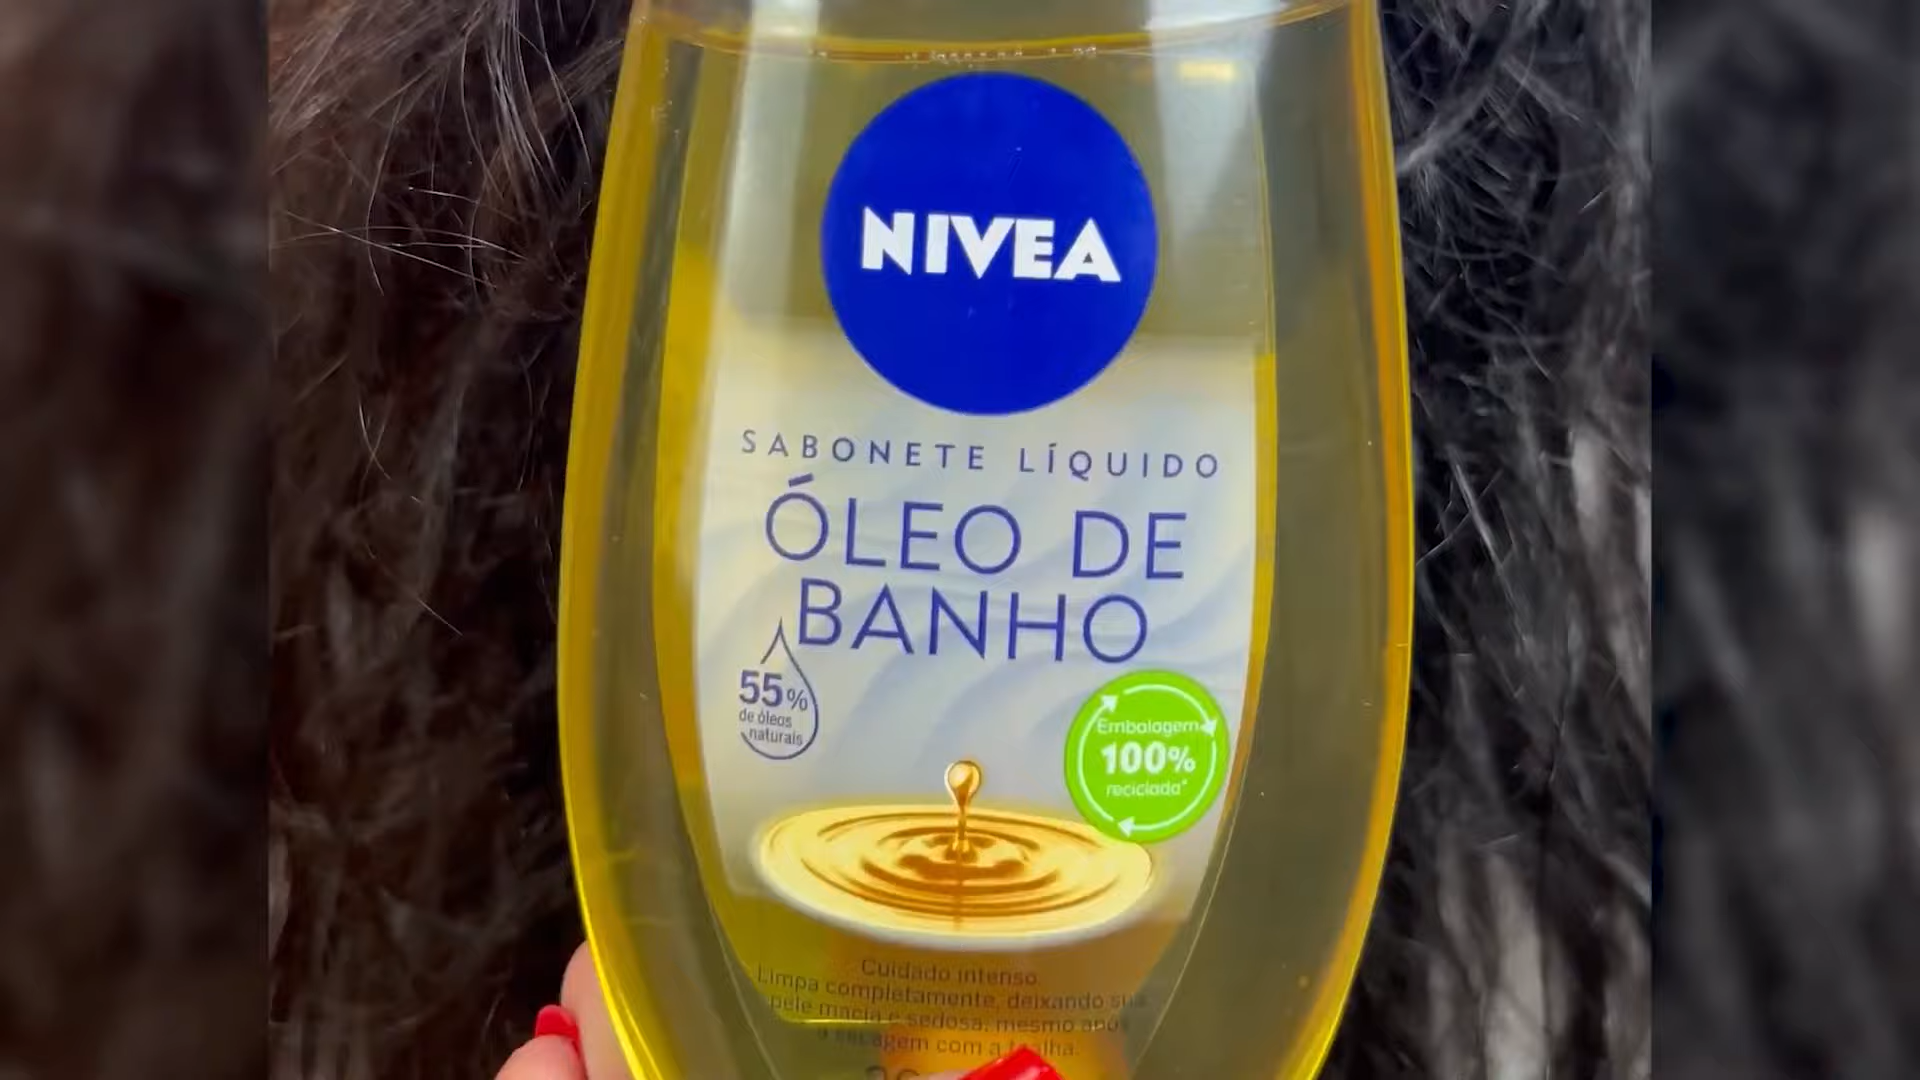 NIVEA
SABONETE LÍQUIDO
ÓLEO DE
BANHO
55%
de óleos
naturais
Embalagem
100%
reciclada*
Cuidado intenso
Limpa completamente, deixando sua
pele macia e sedosa, mesmo após
a secagem com a toalha.